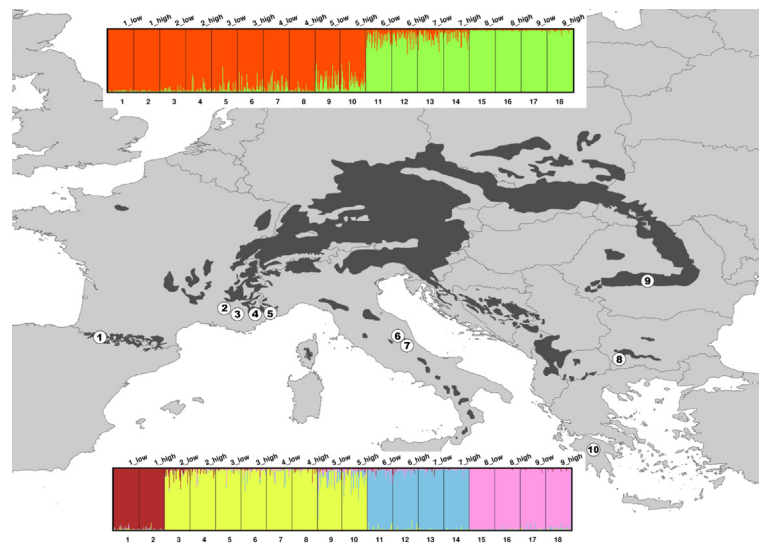 1_low 1_high 2_low 2_high 3_low 3_high 4_low 4_high 5_low 5_high 6_low 6_high 7_low 7_high 8_low 8_high 9_low 9_high
1 2 3 4 5 6 7 8 9 10 11 12 13 14 15 16 17 18
9
2 3 4 5
1
6
7
8
10
1_low 1_high 2_low 2_high 3_low 3_high 4_low 4_high 5_low 5_high 6_low 6_high 7_low 7_high 8_low 8_high 9_low 9_high
1 2 3 4 5 6 7 8 9 10 11 12 13 14 15 16 17 18